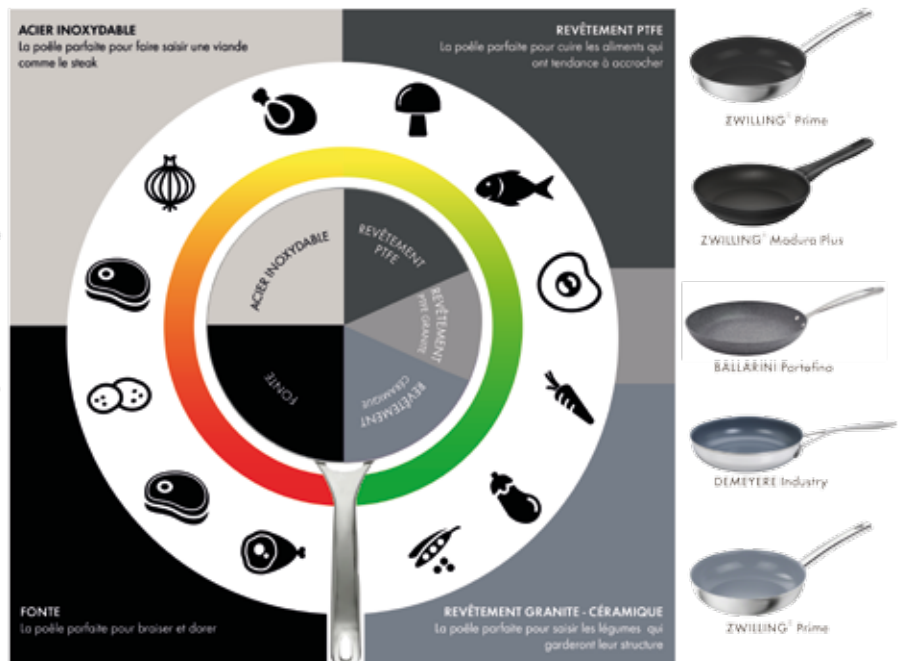 ACIER INOXYDABLE
La poêle parfaite pour faire saisir une viande
comme le steak
REVÊTEMENT PTFE
La poêle parfaite pour cuire les aliments qui
ont tendance à accrocher
ACIER INOXYDABLE
REVÊTEMENT
PTFE
REVÊTEMENT
PTFE GRANITE
REVÊTEMENT
CÉRAMIQUE
FONTE
FONTE
La poêle parfaite pour braiser et dorer
REVÊTEMENT GRANITE - CÉRAMIQUE
La poêle parfaite pour saisir les légumes qui
garderont leur structure
ZWILLING® Prime
ZWILLING® Madura Plus
BALLARINI Portofino
DEMEYERE Industry
ZWILLING® Prime